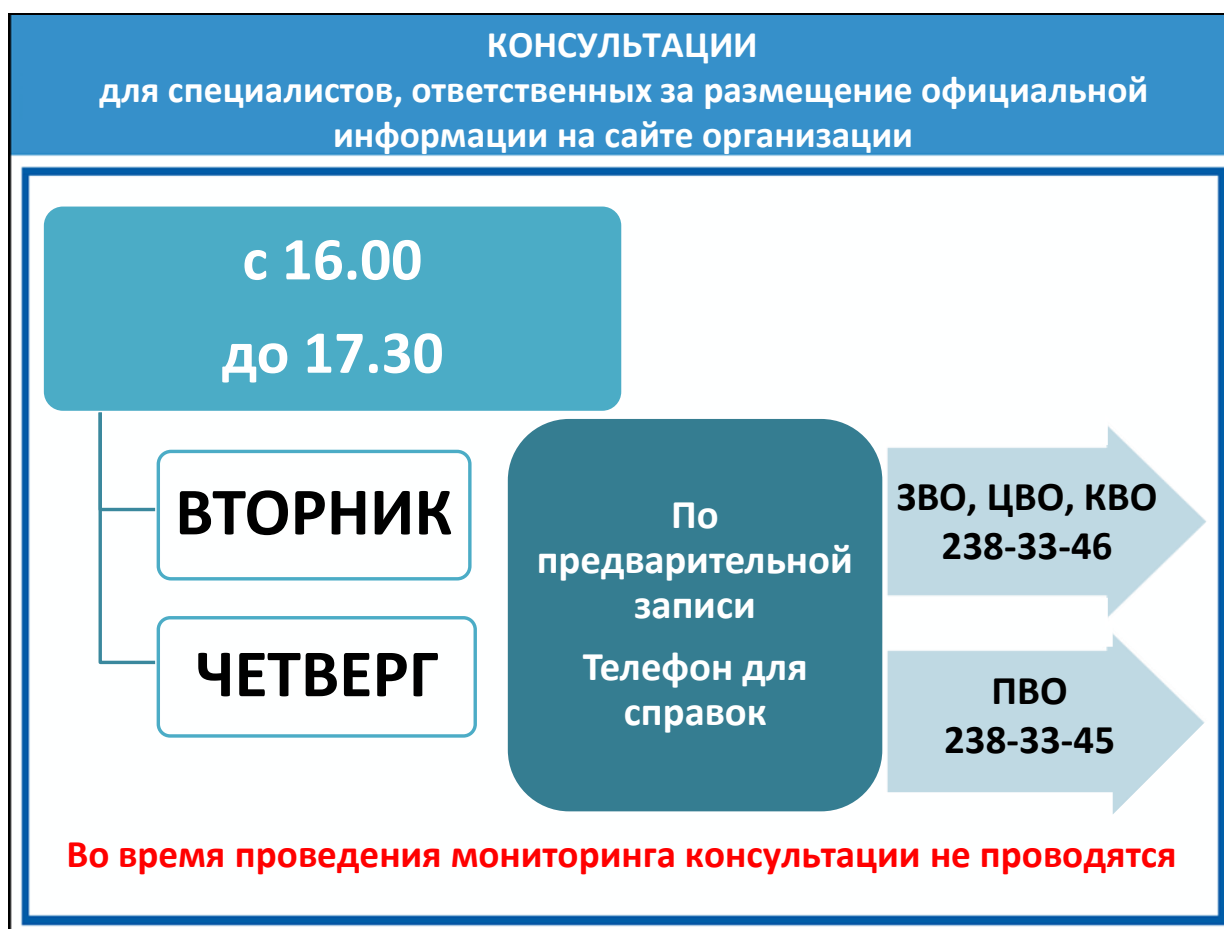 КОНСУЛЬТАЦИИ
для специалистов, ответственных за размещение официальной
информации на сайте организации
с 16.00
до 17.30
ВТОРНИК
ЧЕТВЕРГ
По
предварительной
записи
Телефон для
справок
ЗВО, ЦВО, КВО
238-33-46
ПВО
238-33-45
Во время проведения мониторинга консультации не проводятся